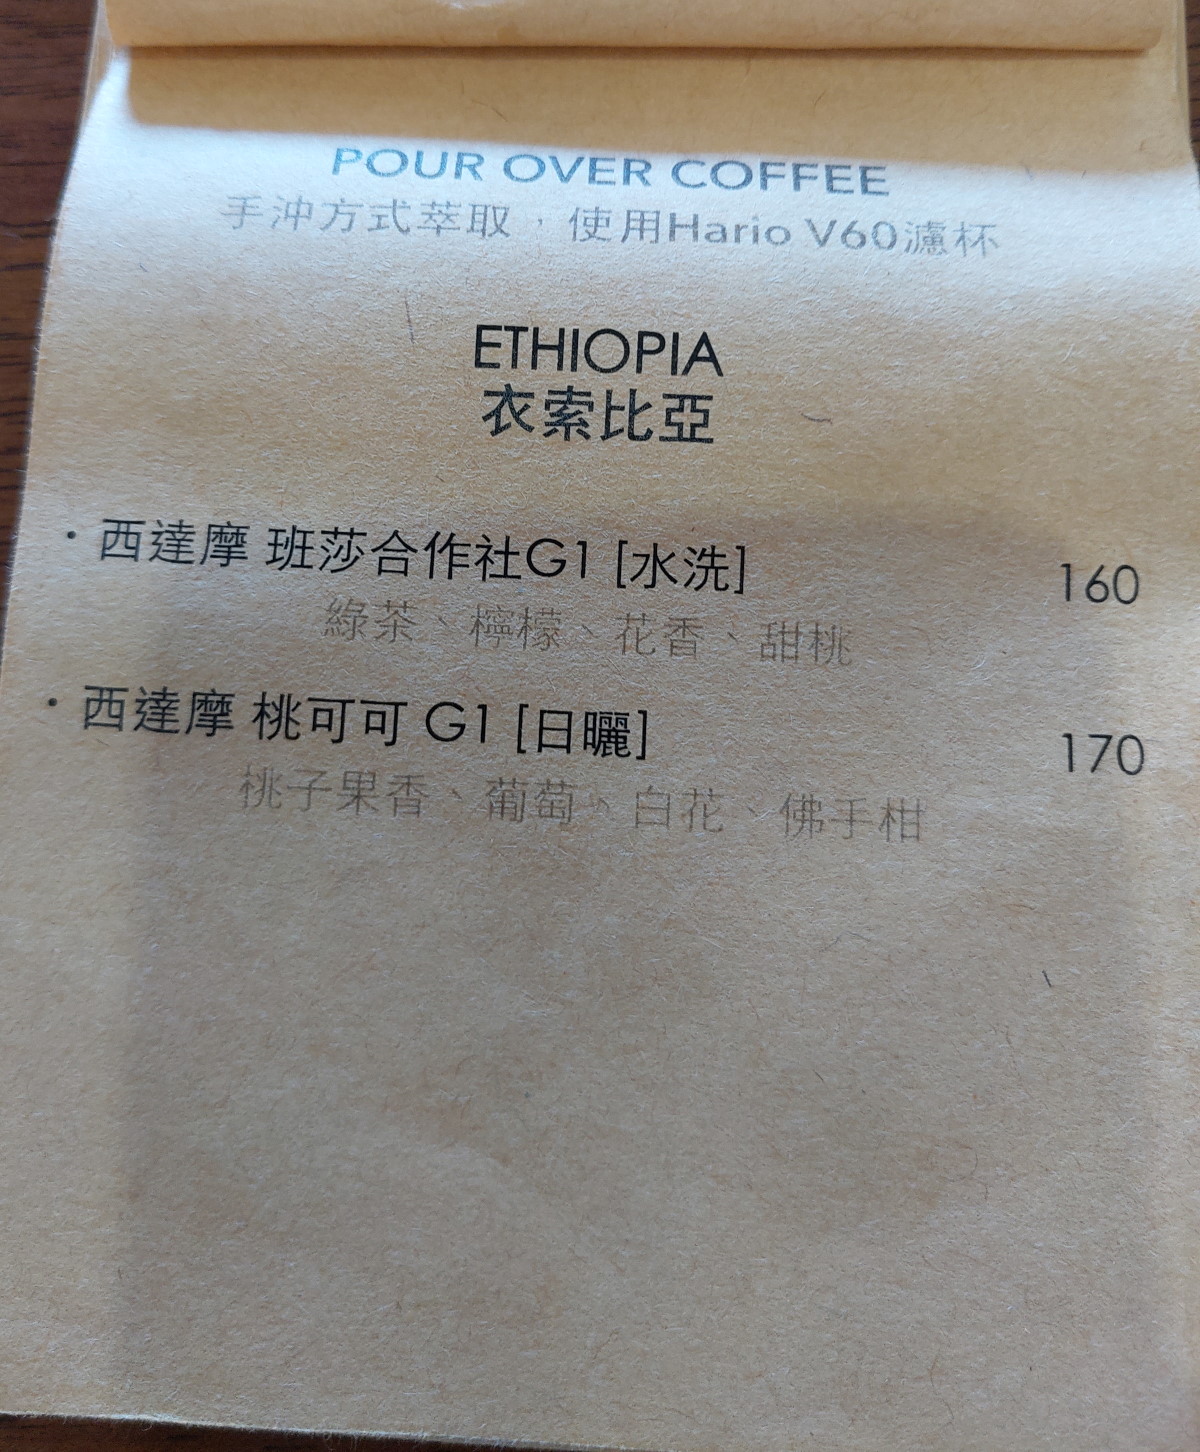 POUR OVER COFFEE
手沖方式萃取，使用Hario V60濾杯
ETHIOPIA
衣索比亞
· 西達摩 班莎合作社G1 [水洗] 160
綠茶、檸檬、花香、甜桃
· 西達摩 桃可可 G1 [日曬] 170
桃子果香、葡萄、白花、佛手柑